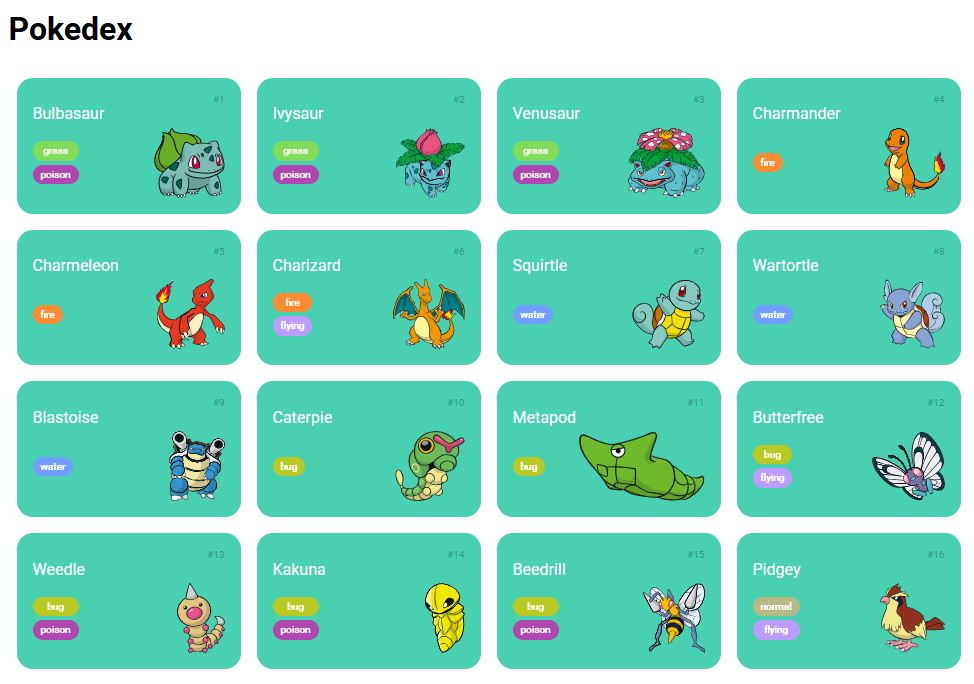 Pokedex
#1
Bulbasaur
grass
poison
#2
Ivysaur
grass
poison
#3
Venusaur
grass
poison
#4
Charmander
fire
#5
Charmeleon
fire
#6
Charizard
fire
flying
#7
Squirtle
water
#8
Wartortle
water
#9
Blastoise
water
#10
Caterpie
bug
#11
Metapod
bug
#12
Butterfree
bug
flying
#13
Weedle
bug
poison
#14
Kakuna
bug
poison
#15
Beedrill
bug
poison
#16
Pidgey
normal
flying